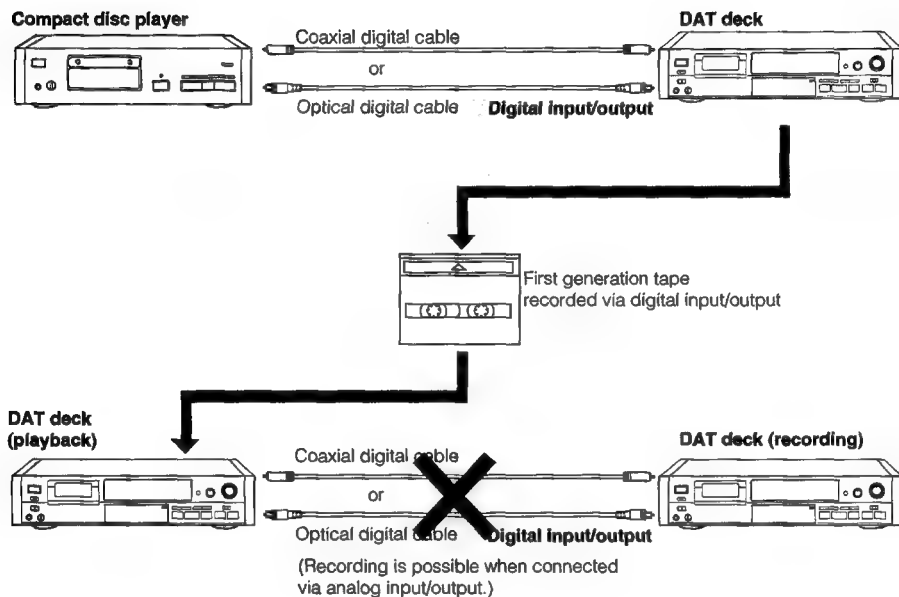 Compact disc player
DAT deck
Coaxial digital cable
or
Optical digital cable
Digital input/output
First generation tape
recorded via digital input/output
DAT deck
(playback)
DAT deck (recording)
Coaxial digital cable
or
Optical digital cable
Digital input/output
(Recording is possible when connected
via analog input/output.)